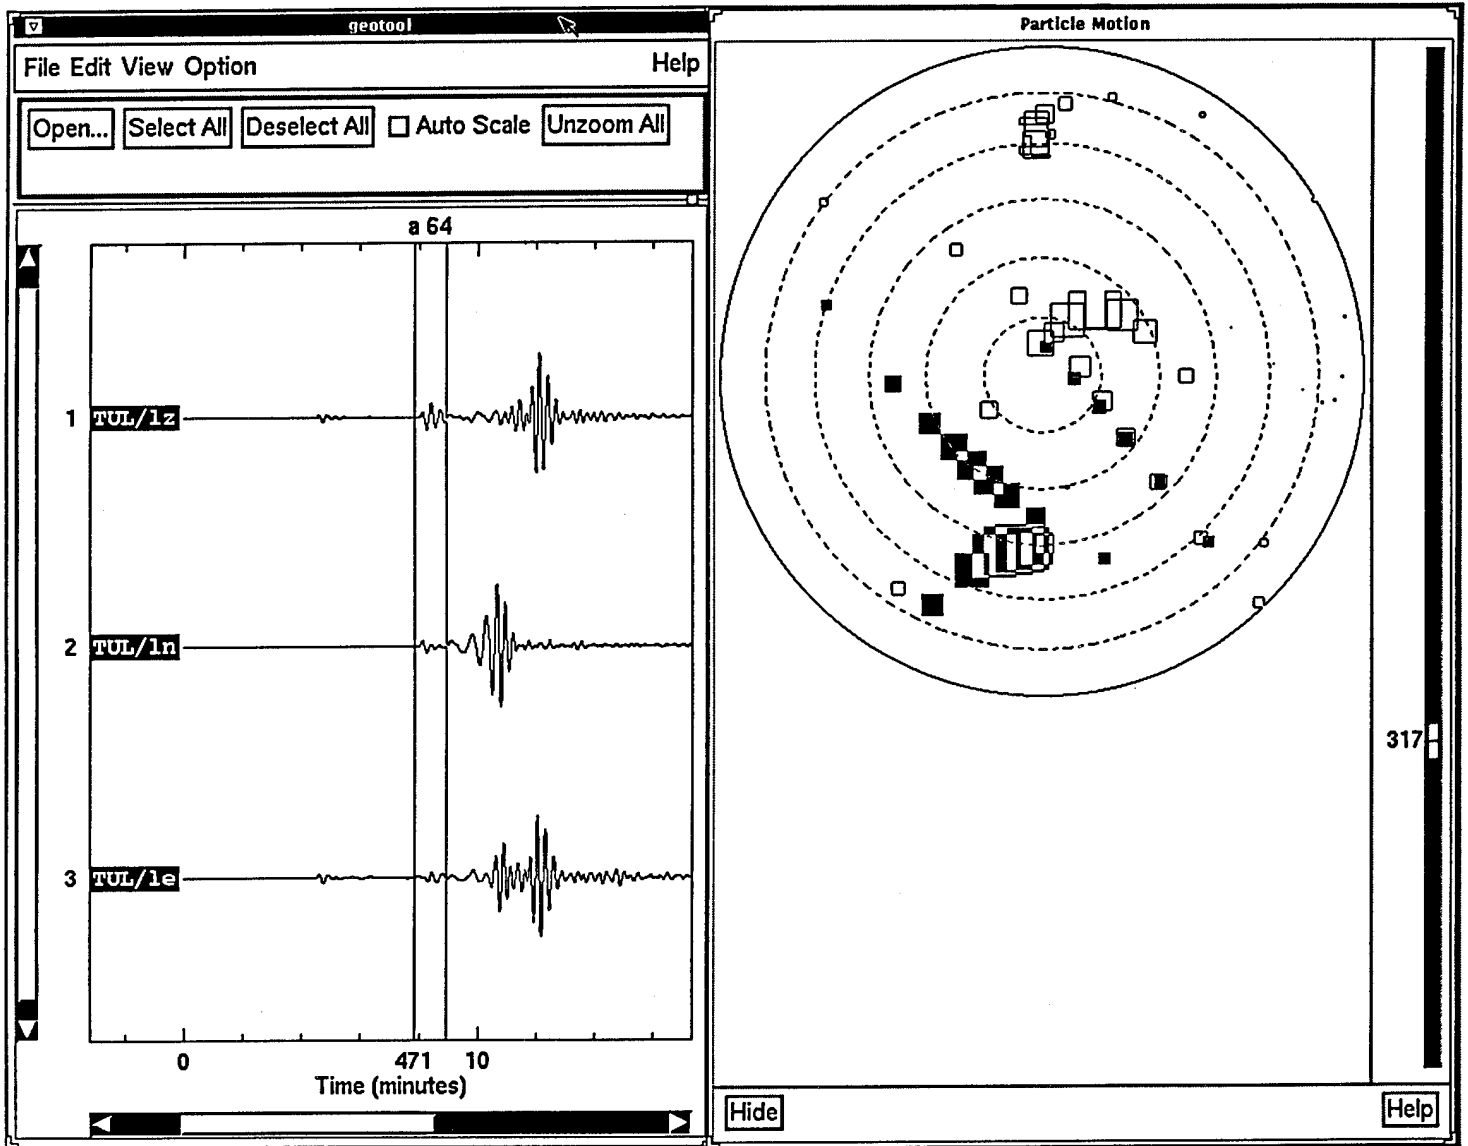 geotool
File Edit View Option Help
Open... Select All Deselect All Auto Scale Unzoom All
a 64
1 TUL/lz
2 TUL/ln
3 TUL/le
0 471 10
Time (minutes)
Particle Motion
317
Hide Help